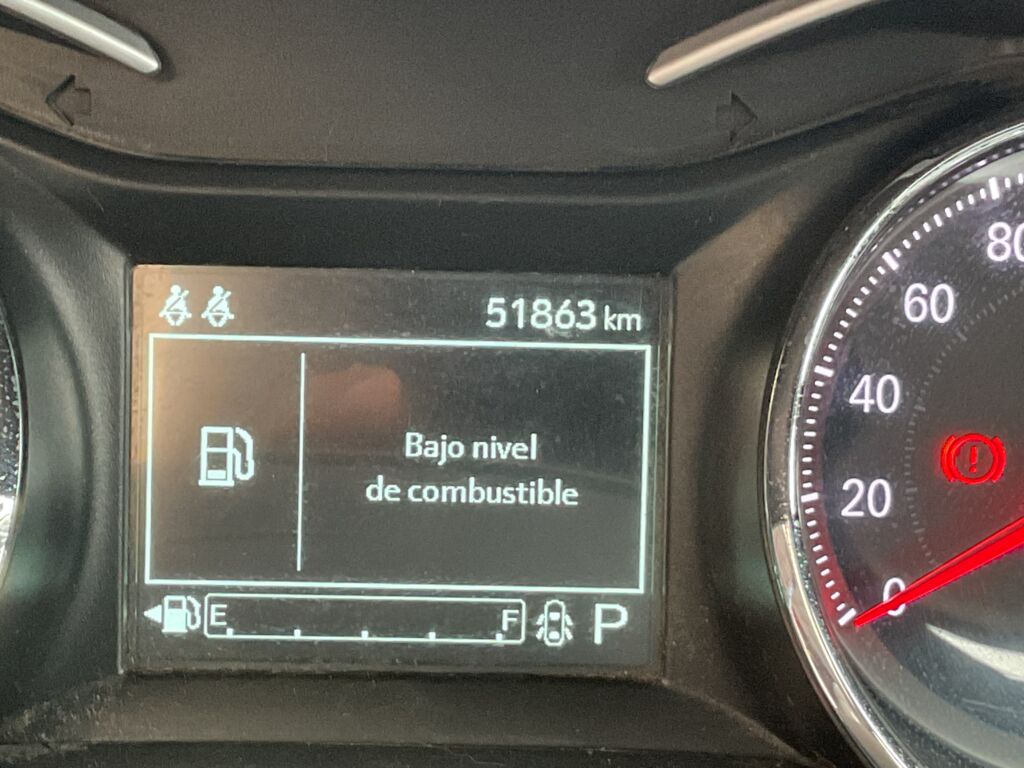 51863 km
Bajo nivel
de combustible
E F P
80
60
40
20
0